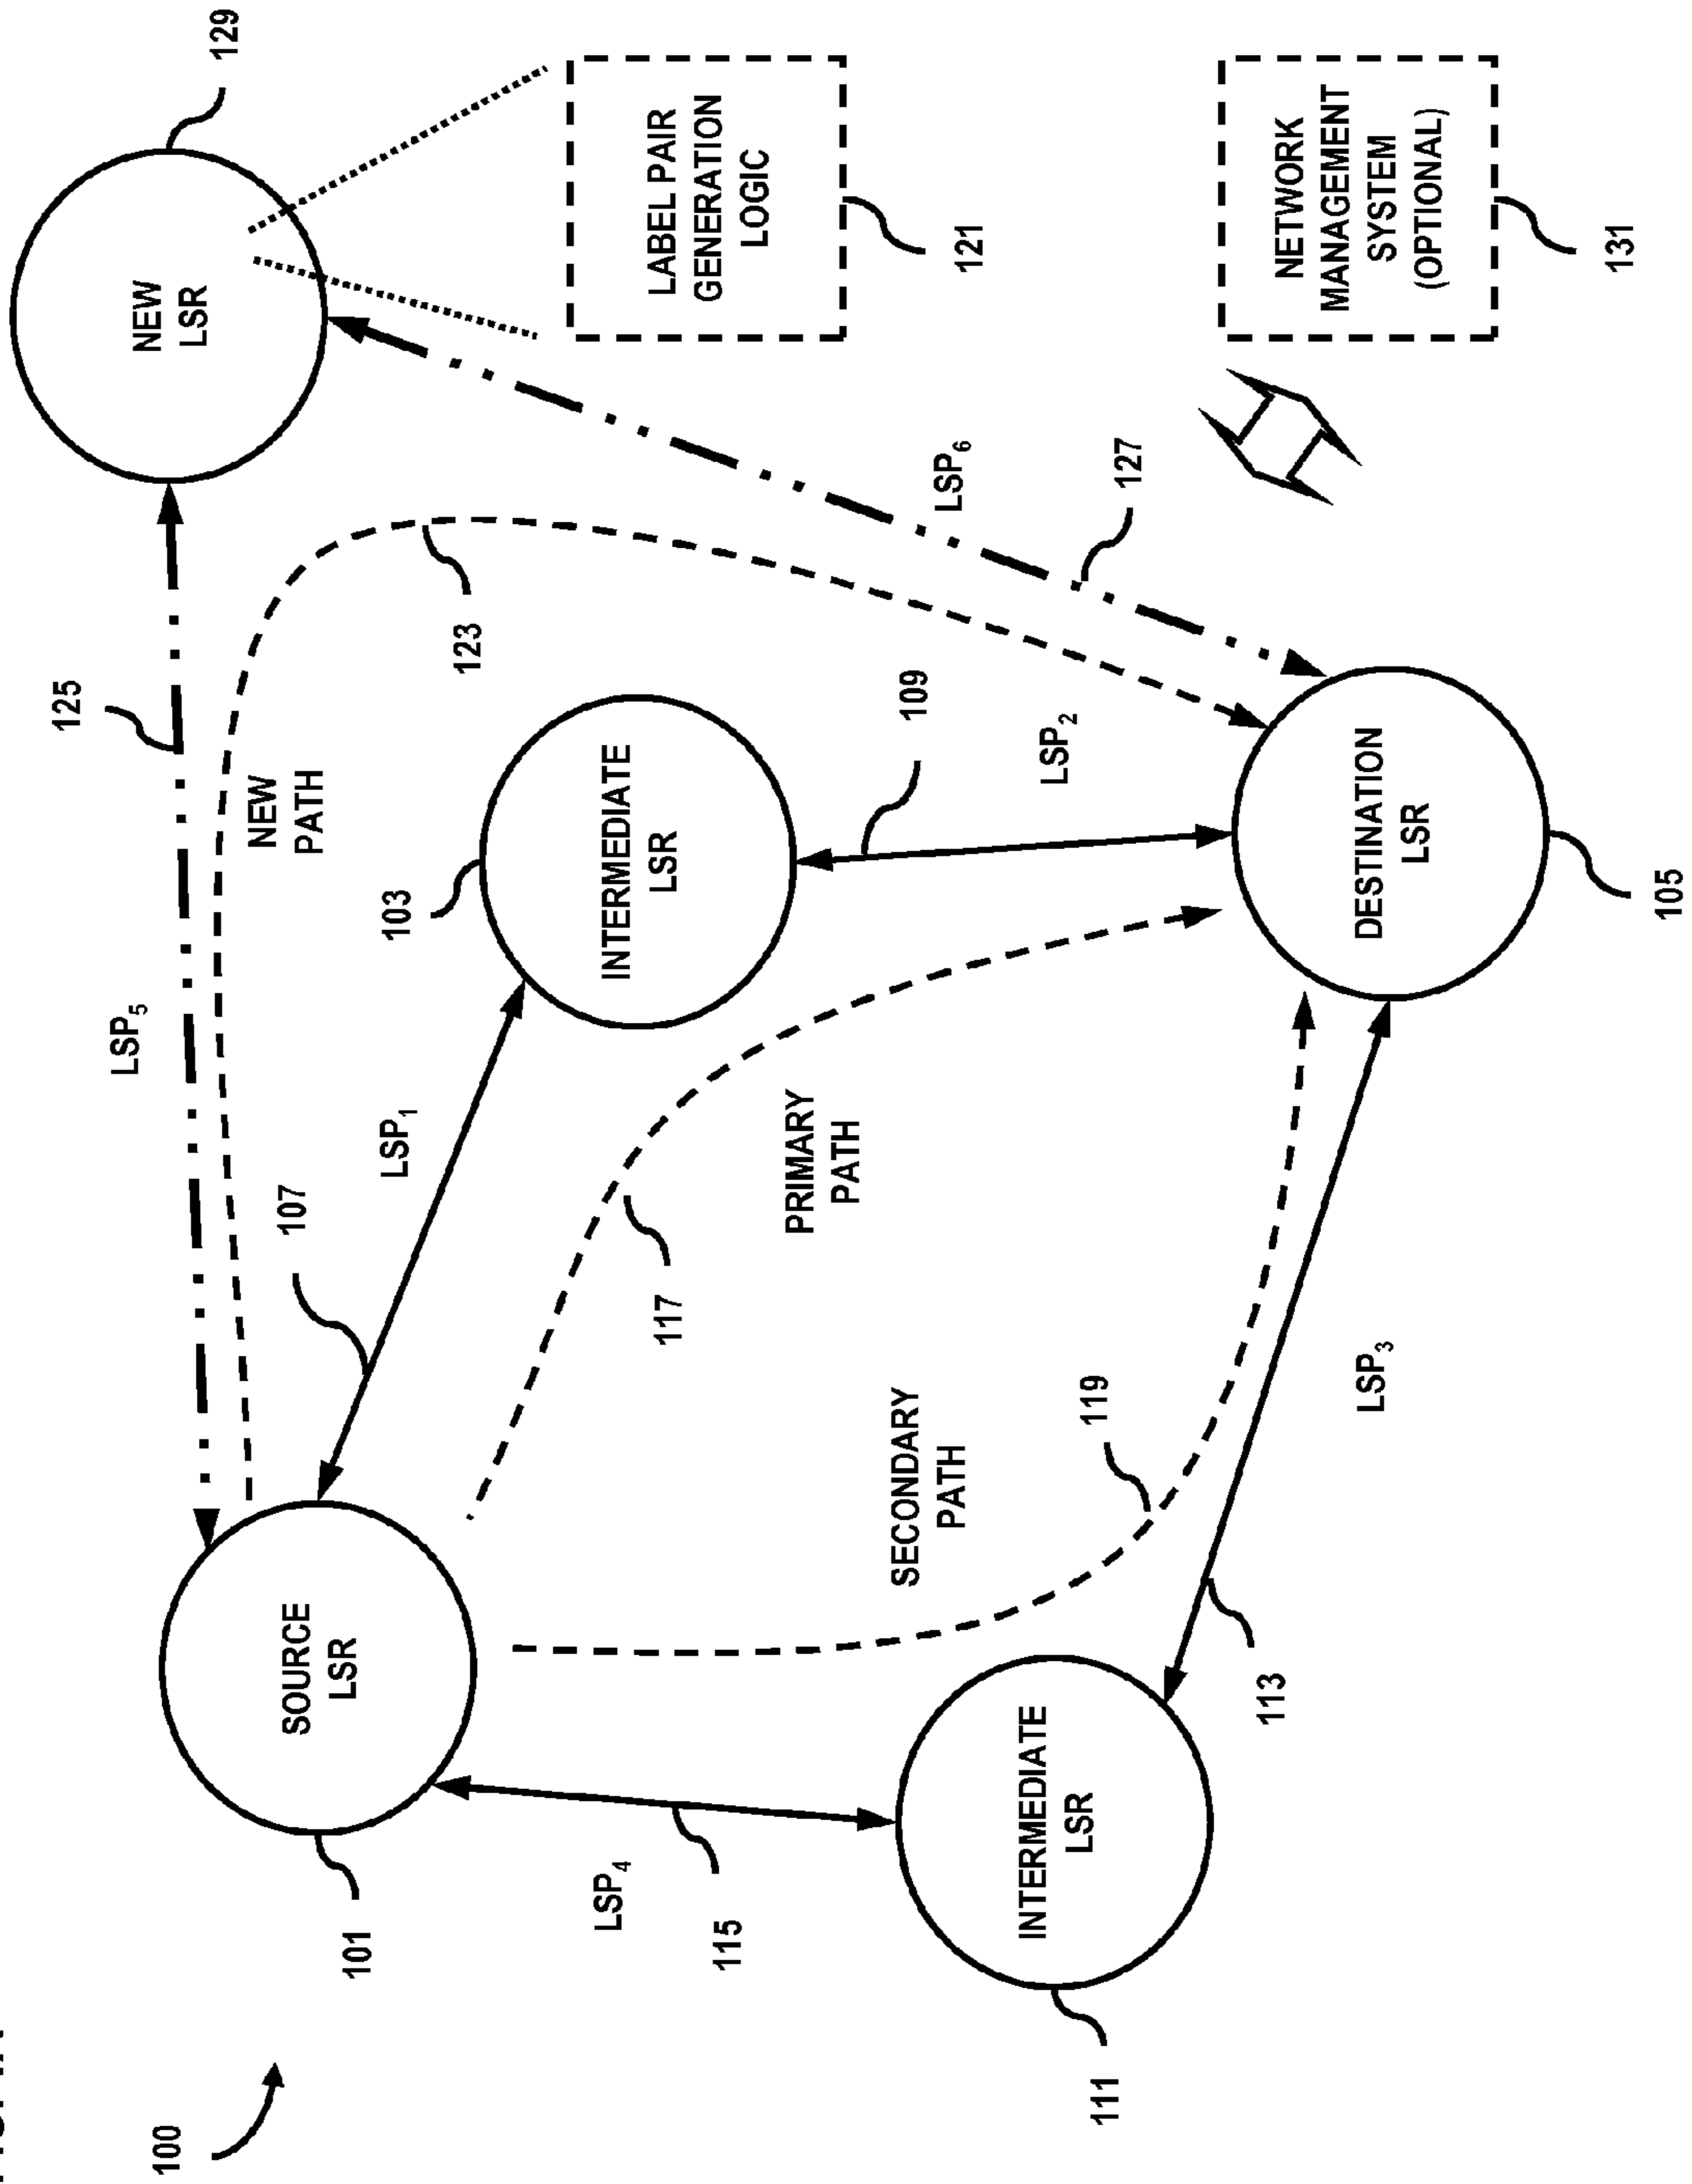 100
101
SOURCE
LSR
107
LSP1
LSP5
125
NEW
PATH
123
NEW
LSR
129
103
INTERMEDIATE
LSR
117
PRIMARY
PATH
109
LSP2
LSP6
127
LABEL PAIR
GENERATION
LOGIC
121
LSP4
115
SECONDARY
PATH
119
111
INTERMEDIATE
LSR
113
LSP3
DESTINATION
LSR
105
NETWORK
MANAGEMENT
SYSTEM
(OPTIONAL)
131